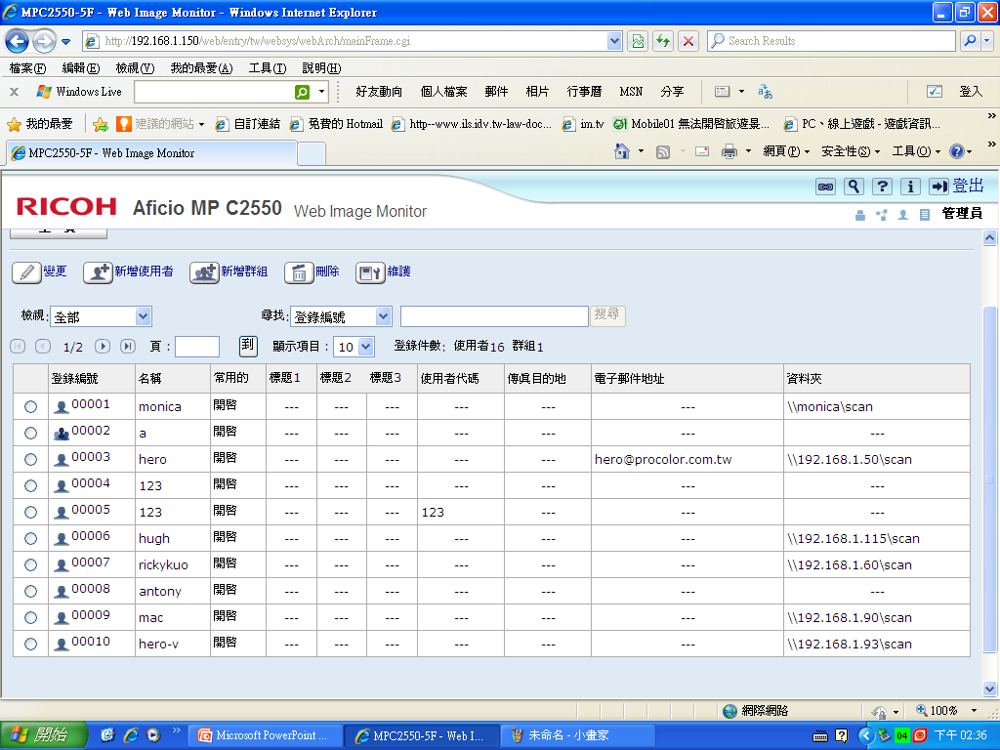 MPC2550-5F - Web Image Monitor - Windows Internet Explorer
http://192.168.1.150/web/entry/tw/websys/webArch/mainFrame.cgi Search Results
檔案(F) 編輯(E) 檢視(V) 我的最愛(A) 工具(T) 說明(H)
x Windows Live 好友動向 個人檔案 郵件 相片 行事曆 MSN 分享 登入
我的最愛 建議的網站 自訂連結 免費的 Hotmail http--www.ils.idv.tw-law-doc... im.tv Mobile01 無法開啓旅遊景... PC、線上遊戲 - 遊戲資訊... »
MPC2550-5F - Web Image Monitor 網頁(P) 安全性(S) 工具(O) »
登出
RICOH Aficio MP C2550 Web Image Monitor 管理員
變更 新增使用者 新增群組 刪除 維護
檢視: 全部 尋找: 登錄編號 搜尋
1/2 頁 : 到 顯示項目 : 10 登錄件數: 使用者16 群組1
登錄編號 名稱 常用的 標題1 標題2 標題3 使用者代碼 傳真目的地 電子郵件地址 資料夾
00001 monica 開啓 --- --- --- --- --- --- \\monica\scan
00002 a 開啓 --- --- --- --- --- --- ---
00003 hero 開啓 --- --- --- --- --- hero@procolor.com.tw \\192.168.1.50\scan
00004 123 開啓 --- --- --- --- --- --- ---
00005 123 開啓 --- --- --- 123 --- --- ---
00006 hugh 開啓 --- --- --- --- --- --- \\192.168.1.115\scan
00007 rickykuo 開啓 --- --- --- --- --- --- \\192.168.1.60\scan
00008 antony 開啓 --- --- --- --- --- --- ---
00009 mac 開啓 --- --- --- --- --- --- \\192.168.1.90\scan
00010 hero-v 開啓 --- --- --- --- --- --- \\192.168.1.93\scan
網際網路 100%
開始 » Microsoft PowerPoint ... MPC2550-5F - Web I... 未命名 - 小畫家 04 下午 02:36